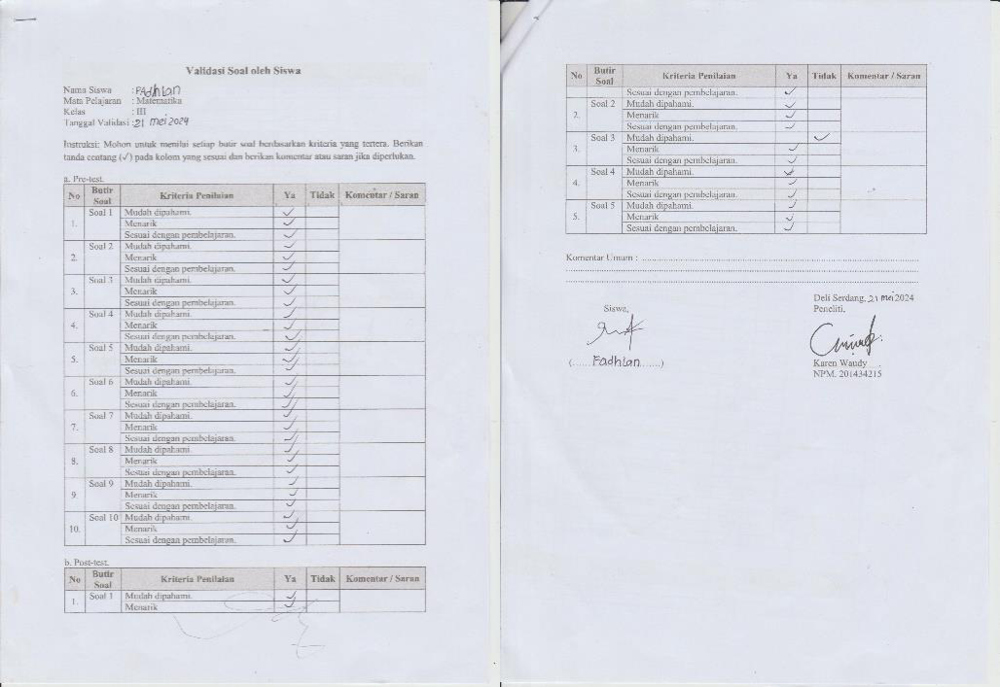 Validasi Soal oleh Siswa
Nama Siswa : FAdhlan
Mata Pelajaran : Matematika
Kelas : III
Tanggal Validasi : 21 mei 2024
Instruksi: Mohon untuk menilai setiap butir soal berdasarkan kriteria yang tertera. Berikan
tanda centang (✓) pada kolom yang sesuai dan berikan komentar atau saran jika diperlukan.
a. Pre-test.
No Butir Soal Kriteria Penilaian Ya Tidak Komentar / Saran
1. Soal 1 Mudah dipahami. ✓
Menarik ✓
Sesuai dengan pembelajaran. ✓
2. Soal 2 Mudah dipahami. ✓
Menarik ✓
Sesuai dengan pembelajaran. ✓
3. Soal 3 Mudah dipahami. ✓
Menarik ✓
Sesuai dengan pembelajaran. ✓
4. Soal 4 Mudah dipahami. ✓
Menarik ✓
Sesuai dengan pembelajaran. ✓
5. Soal 5 Mudah dipahami. ✓
Menarik ✓
Sesuai dengan pembelajaran. ✓
6. Soal 6 Mudah dipahami. ✓
Menarik ✓
Sesuai dengan pembelajaran. ✓
7. Soal 7 Mudah dipahami. ✓
Menarik ✓
Sesuai dengan pembelajaran. ✓
8. Soal 8 Mudah dipahami. ✓
Menarik ✓
Sesuai dengan pembelajaran. ✓
9. Soal 9 Mudah dipahami. ✓
Menarik ✓
Sesuai dengan pembelajaran. ✓
10. Soal 10 Mudah dipahami. ✓
Menarik ✓
Sesuai dengan pembelajaran. ✓
b. Post-test.
No Butir Soal Kriteria Penilaian Ya Tidak Komentar / Saran
1. Soal 1 Mudah dipahami. ✓
Menarik ✓
No Butir Soal Kriteria Penilaian Ya Tidak Komentar / Saran
Sesuai dengan pembelajaran. ✓
2. Soal 2 Mudah dipahami. ✓
Menarik ✓
Sesuai dengan pembelajaran. ✓
3. Soal 3 Mudah dipahami. ✓
Menarik ✓
Sesuai dengan pembelajaran. ✓
4. Soal 4 Mudah dipahami. ✓
Menarik ✓
Sesuai dengan pembelajaran. ✓
5. Soal 5 Mudah dipahami. ✓
Menarik ✓
Sesuai dengan pembelajaran. ✓
Komentar Umum :
Deli Serdang, 21 mei 2024
Siswa, Peneliti,
(......Fadhlan.......) Karen Waudy
NPM. 201434215